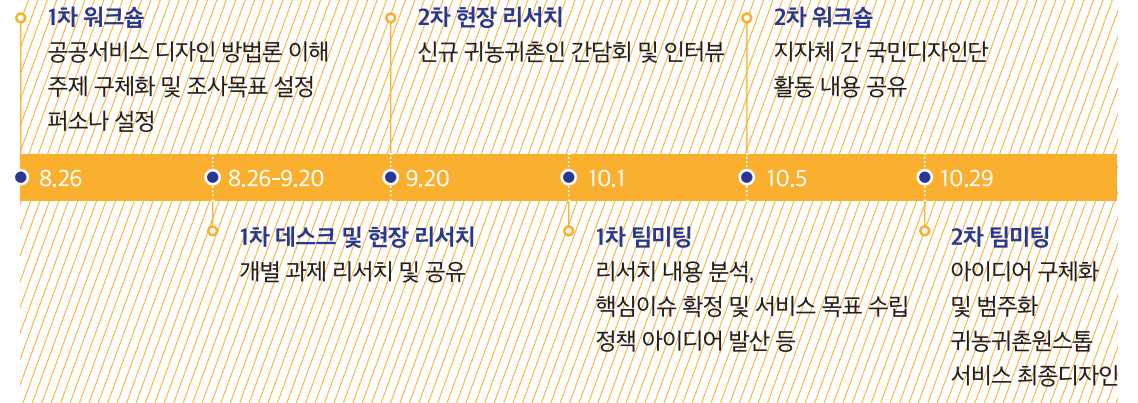 1차 워크숍
공공서비스 디자인 방법론 이해
주제 구체화 및 조사목표 설정
퍼소나 설정
2차 현장 리서치
신규 귀농귀촌인 간담회 및 인터뷰
2차 워크숍
지자체 간 국민디자인단
활동 내용 공유
8.26
8.26-9.20
9.20
10.1
10.5
10.29
1차 데스크 및 현장 리서치
개별 과제 리서치 및 공유
1차 팀미팅
리서치 내용 분석,
핵심이슈 확정 및 서비스 목표 수립
정책 아이디어 발산 등
2차 팀미팅
아이디어 구체화
및 범주화
귀농귀촌원스톱
서비스 최종디자인